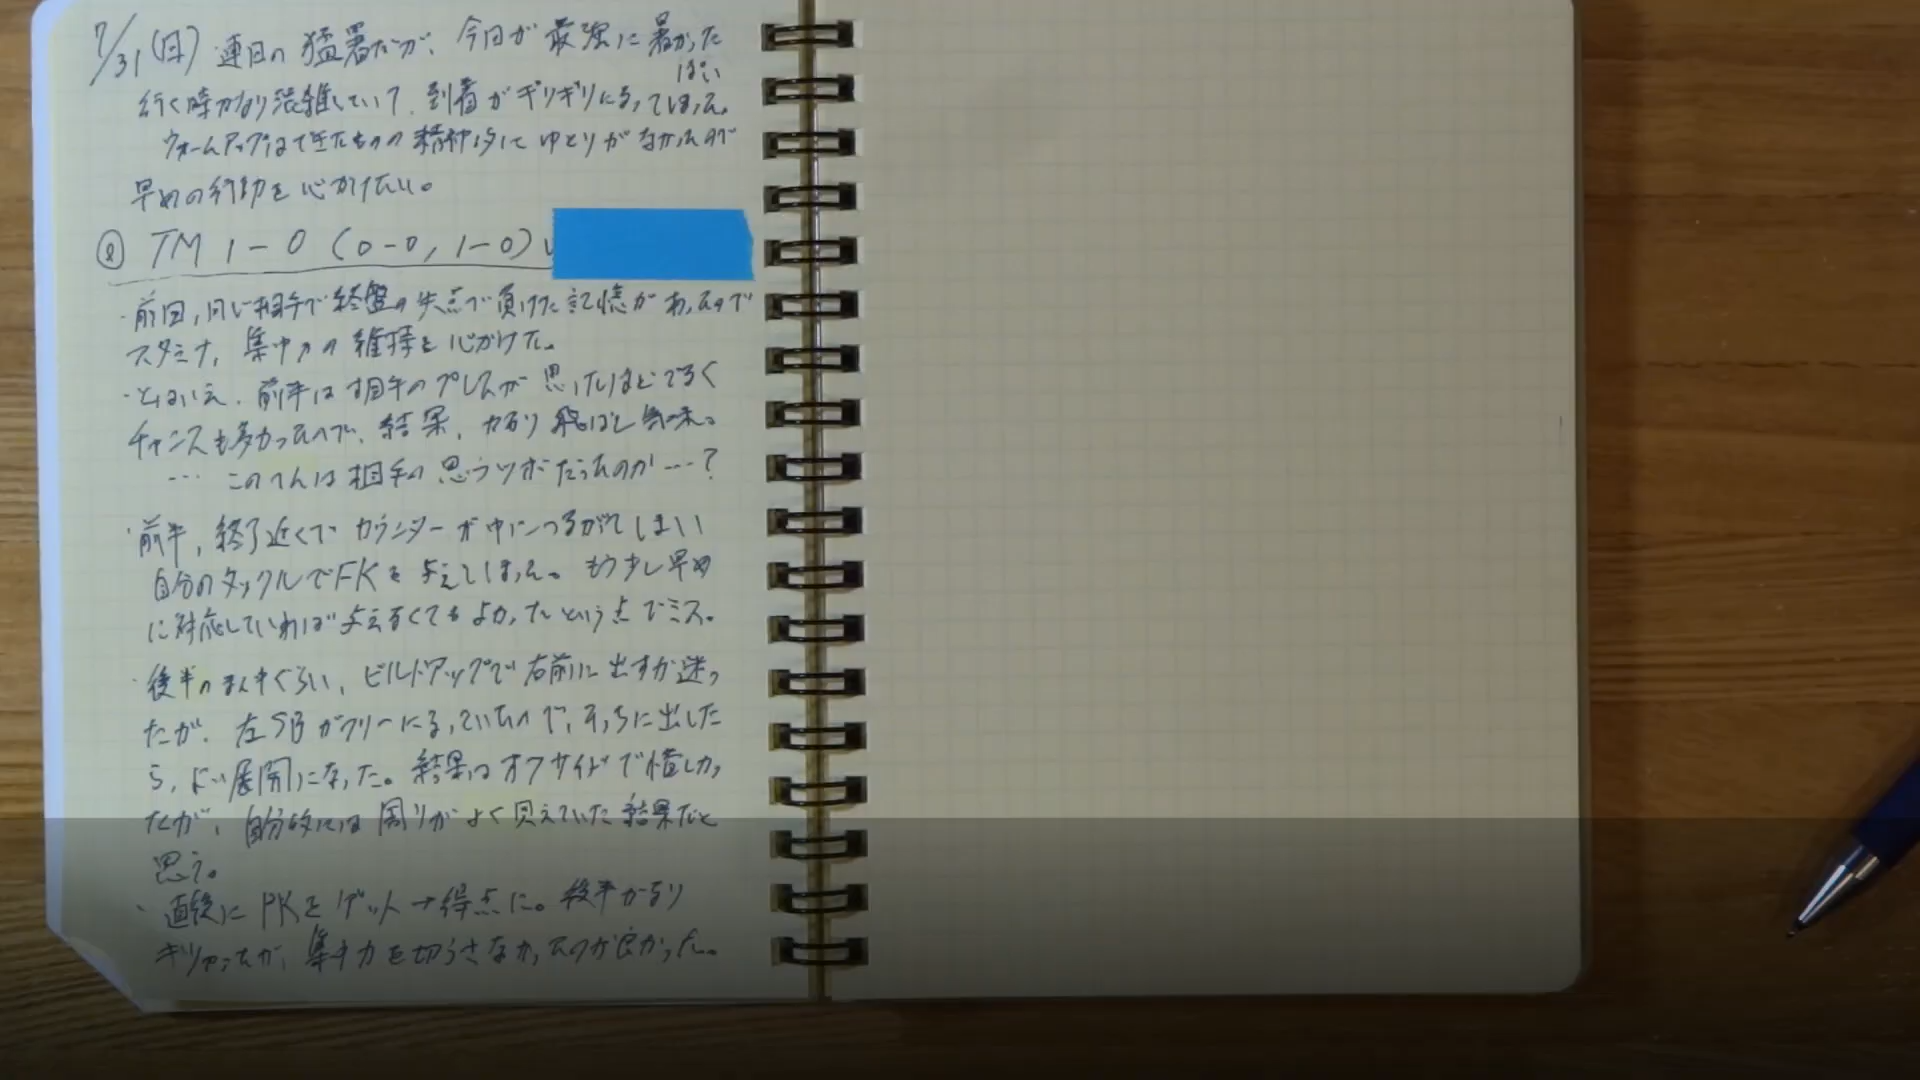 7/31(日) 連日の猛暑だが、今日が最強に暑かった
っぽい
行く時かなり混雑していて、到着がギリギリになってしまった。
ウォームアップはできたものの精神的にゆとりがなかったので
早めの行動を心がけたい。
② TM 1-0 (0-0, 1-0)
・前回、同じ相手で終盤の失点で負けた記憶があったので
スタミナ、集中力の維持を心がけた。
・とはいえ、前半は相手のプレスが思ったほどでなく
チャンスも多かったので、結果、かなり飛ばし気味。
… このへんは相手の思うツボだったのか…?
・前半、終了近くで カウンターが中につながってしまい
自分のタックルでFKを与えてしまった。もう少し早め
に対応していれば与えなくてもよかったという点でミス。
・後半のまん中ぐらい、ビルドアップで右前に出すか迷っ
たが、左SBがフリーになっていたので、そっちに出した
ら、よい展開になった。結果はオフサイドで惜しかっ
たが、自分的には周りがよく見えていた結果だと
思う。
・直後にPKをゲット→得点に。後半かなり
キツかったが、集中力を切らさなかったのが良かった。